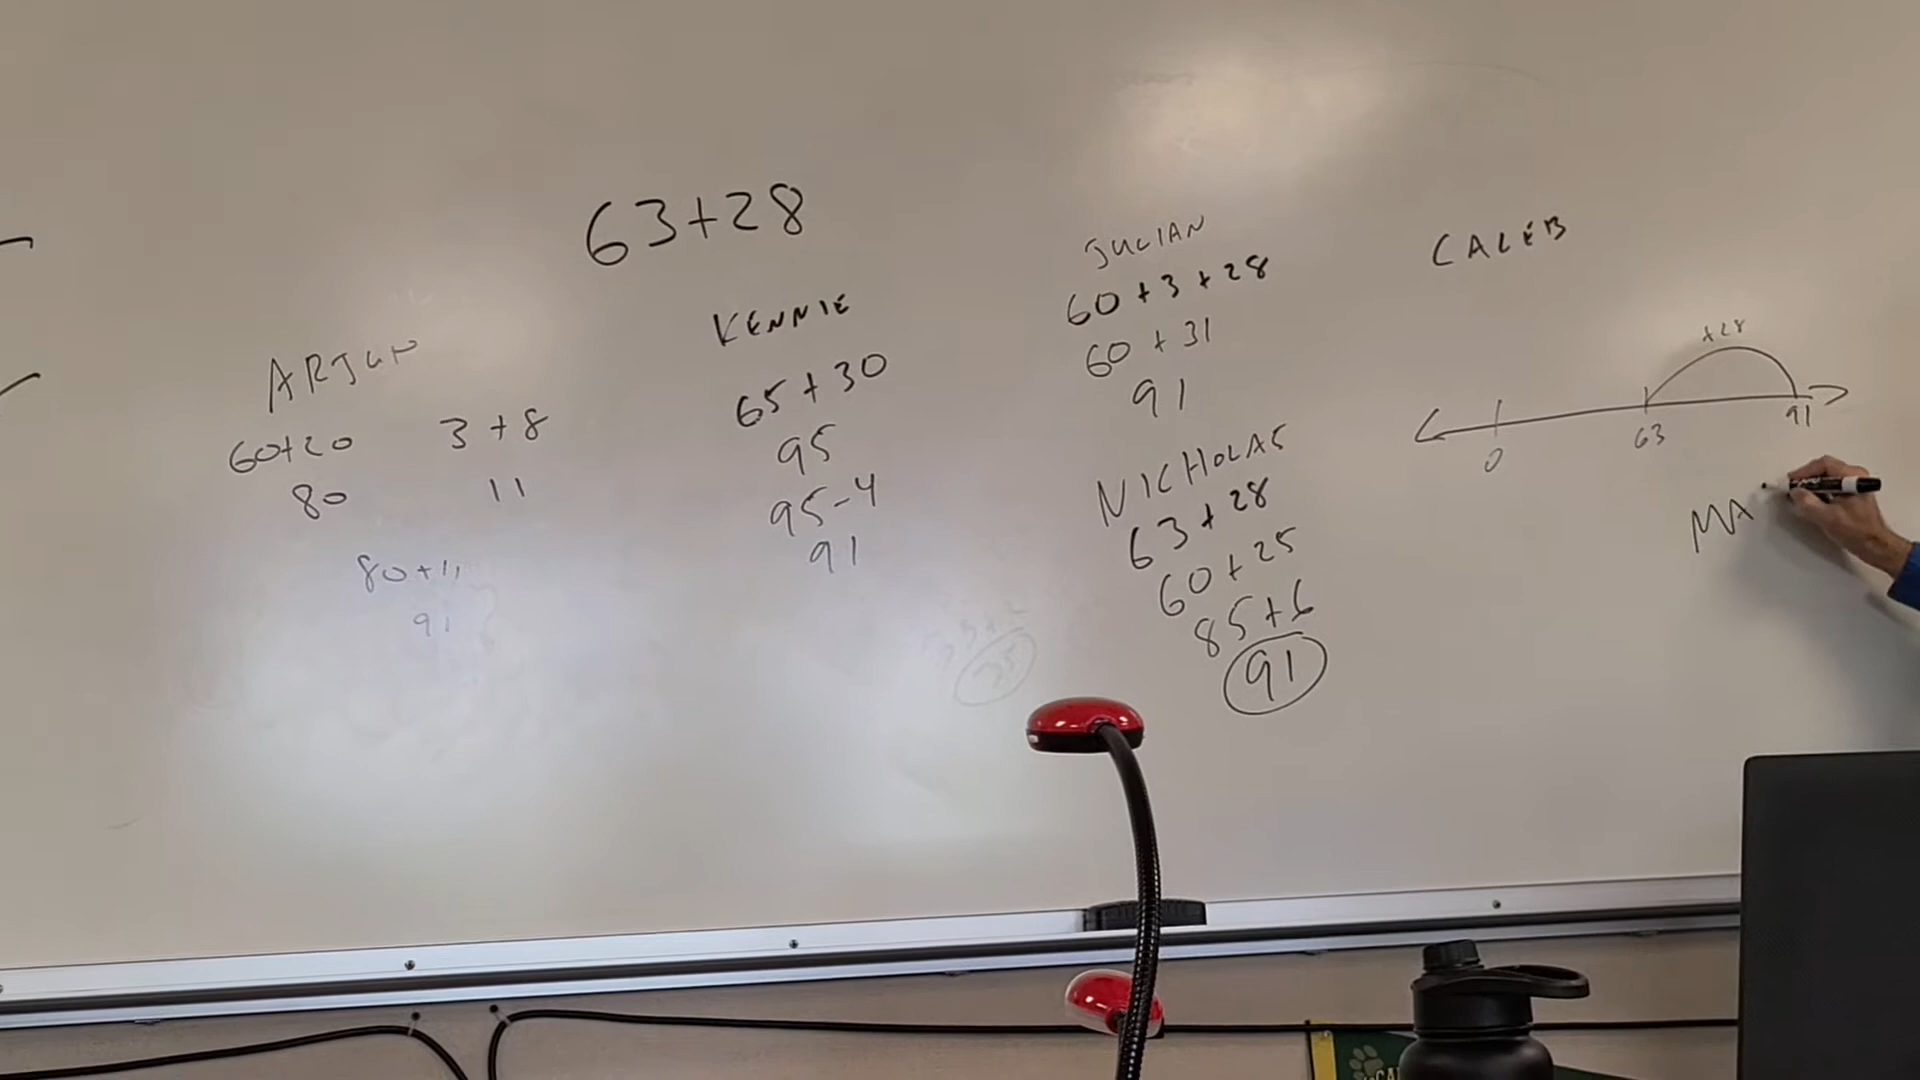 63+28
ARJUN
60+20 3+8
80 11
80+11
91
KENNIE
65+30
95
95-4
91
JULIAN
60+3+28
60+31
91
NICHOLAS
63+28
60+25
85+6
91
CALEB
+28
0 63 91
MA